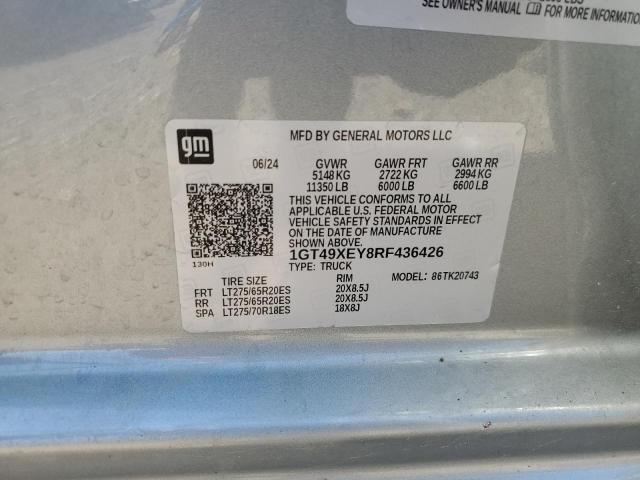 SEE OWNER'S MANUAL FOR MORE INFORMATION
gm
MFD BY GENERAL MOTORS LLC
06/24 GVWR GAWR FRT GAWR RR
5148 KG 2722 KG 2994 KG
11350 LB 6000 LB 6600 LB
THIS VEHICLE CONFORMS TO ALL
APPLICABLE U.S. FEDERAL MOTOR
VEHICLE SAFETY STANDARDS IN EFFECT
ON THE DATE OF MANUFACTURE
SHOWN ABOVE.
1GT49XEY8RF436426
130H
TYPE: TRUCK MODEL: 86TK20743
TIRE SIZE RIM
FRT LT275/65R20ES 20X8.5J
RR LT275/65R20ES 20X8.5J
SPA LT275/70R18ES 18X8J